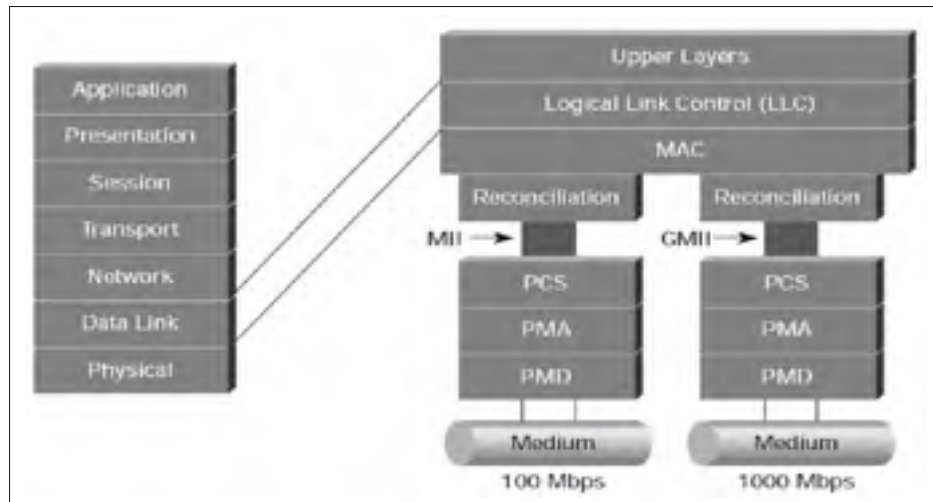 Application
Presentation
Session
Transport
Network
Data Link
Physical
Upper Layers
Logical Link Control (LLC)
MAC
Reconciliation
Reconciliation
MII
GMII
PCS
PCS
PMA
PMA
PMD
PMD
Medium
Medium
100 Mbps
1000 Mbps